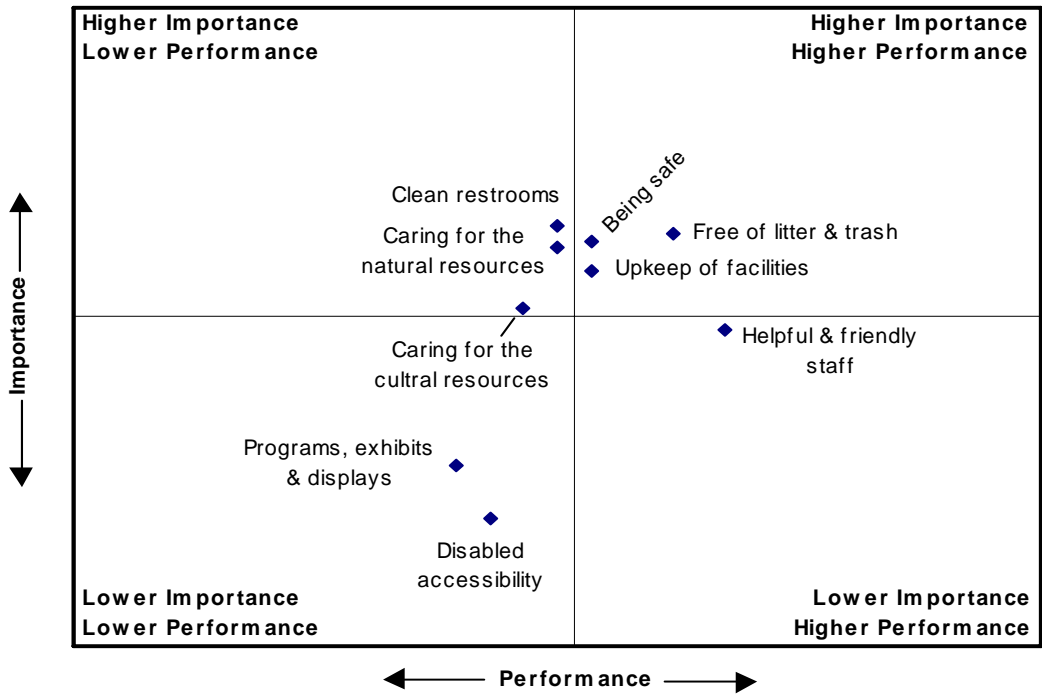 Higher Importance
Lower Performance
Higher Importance
Higher Performance
Being safe
Clean restrooms
Caring for the
natural resources
Free of litter & trash
Upkeep of facilities
Importance
Caring for the
cultral resources
Helpful & friendly
staff
Programs, exhibits
& displays
Disabled
accessibility
Lower Importance
Lower Performance
Lower Importance
Higher Performance
Performance